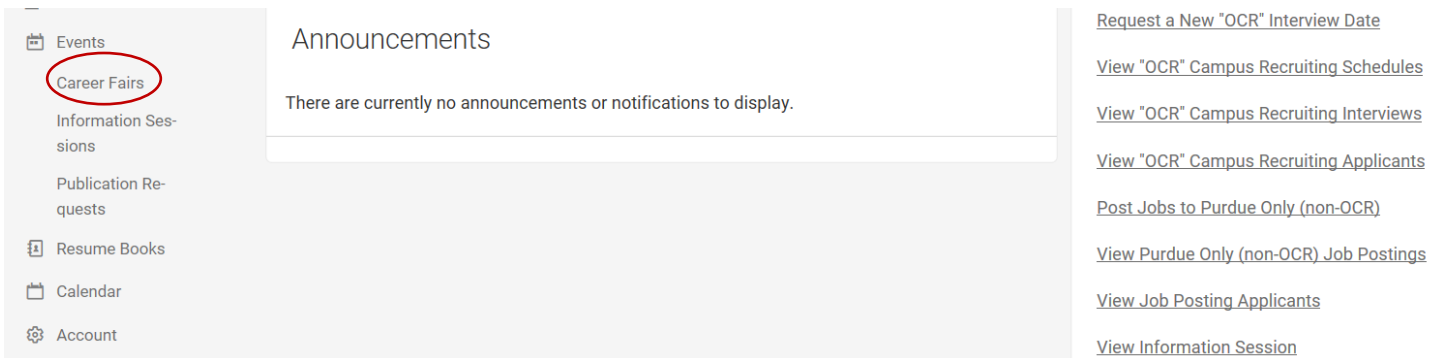 Events
Career Fairs
Information Ses-
sions
Publication Re-
quests
Resume Books
Calendar
Account
Announcements
There are currently no announcements or notifications to display.
Request a New "OCR" Interview Date
View "OCR" Campus Recruiting Schedules
View "OCR" Campus Recruiting Interviews
View "OCR" Campus Recruiting Applicants
Post Jobs to Purdue Only (non-OCR)
View Purdue Only (non-OCR) Job Postings
View Job Posting Applicants
View Information Session